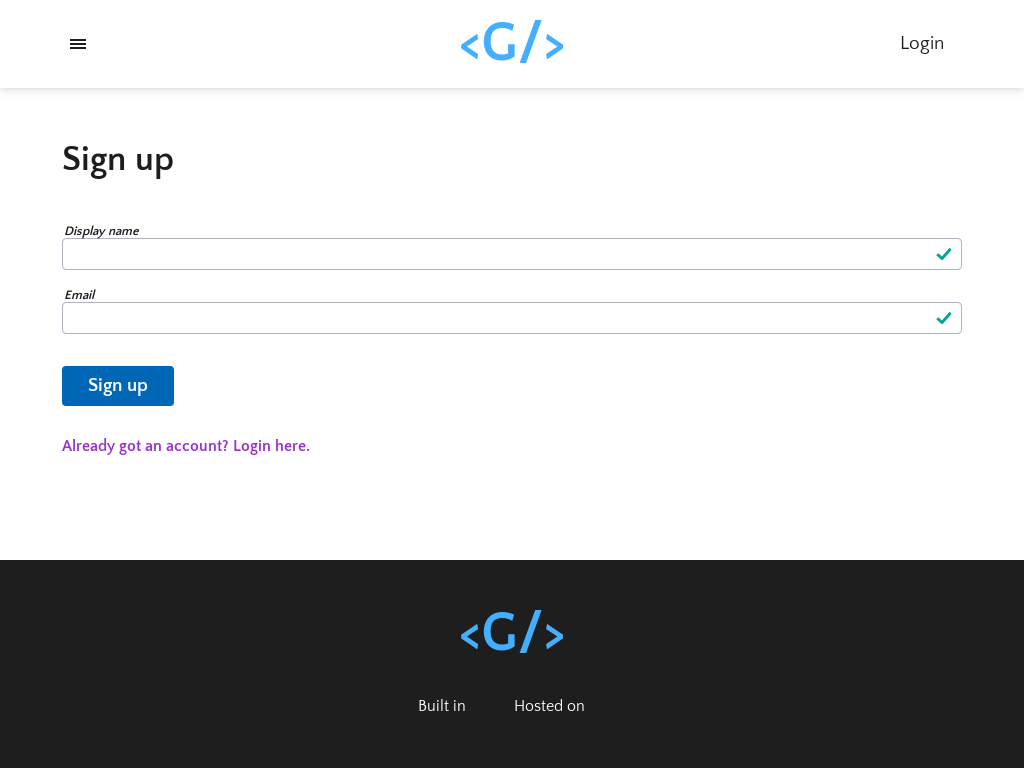 <G/>
Login
Sign up
Display name
Email
Sign up
Already got an account? Login here.
<G/>
Built in
Hosted on